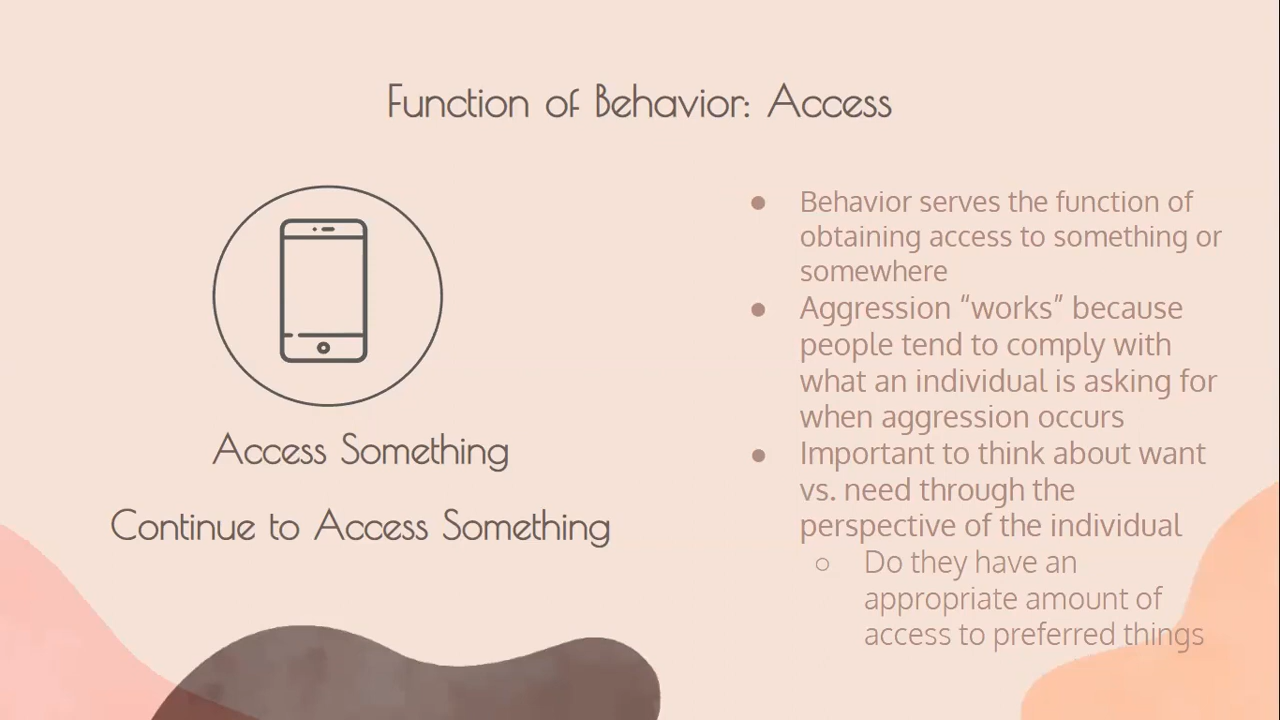 Function of Behavior: Access
Access Something
Continue to Access Something
● Behavior serves the function of
obtaining access to something or
somewhere
● Aggression “works” because
people tend to comply with
what an individual is asking for
when aggression occurs
● Important to think about want
vs. need through the
perspective of the individual
○ Do they have an
appropriate amount of
access to preferred things